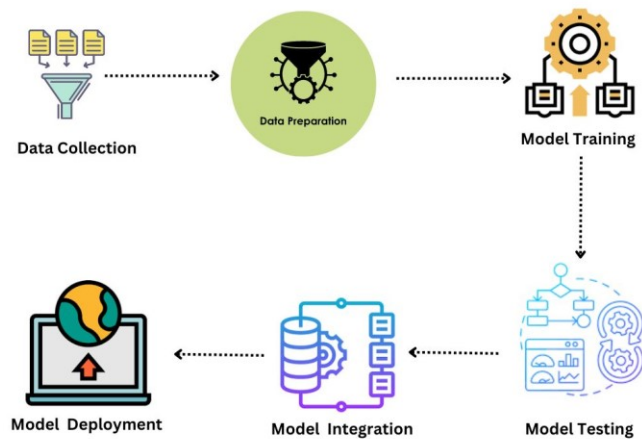 Data Collection
Data Preparation
Model Training
Model Testing
Model Integration
Model Deployment